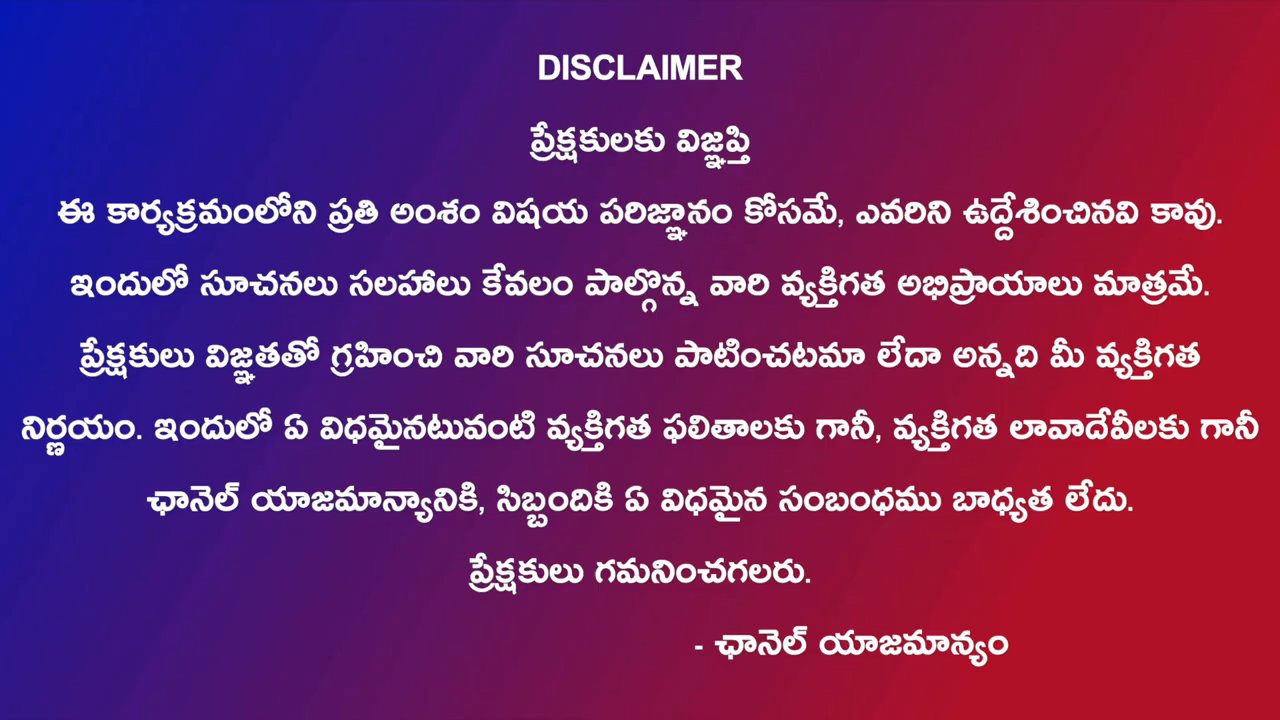 DISCLAIMER
ప్రేక్షకులకు విజ్ఞప్తి
ఈ కార్యక్రమంలోని ప్రతి అంశం విషయ పరిజ్ఞానం కోసమే, ఎవరిని ఉద్దేశించినవి కావు.
ఇందులో సూచనలు సలహాలు కేవలం పాల్గొన్న వారి వ్యక్తిగత అభిప్రాయాలు మాత్రమే.
ప్రేక్షకులు విజ్ఞతతో గ్రహించి వారి సూచనలు పాటించటమా లేదా అన్నది మీ వ్యక్తిగత
నిర్ణయం. ఇందులో ఏ విధమైనటువంటి వ్యక్తిగత ఫలితాలకు గానీ, వ్యక్తిగత లావాదేవీలకు గానీ
ఛానెల్ యాజమాన్యానికి, సిబ్బందికి ఏ విధమైన సంబంధము బాధ్యత లేదు.
ప్రేక్షకులు గమనించగలరు.
- ఛానెల్ యాజమాన్యం